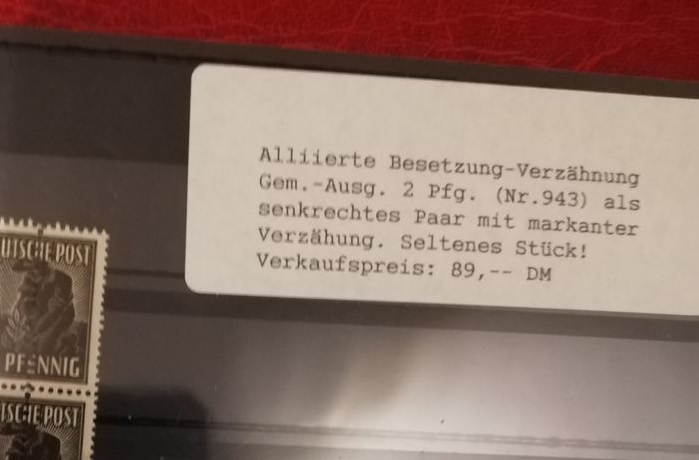 Alliierte Besetzung-Verzähnung
Gem.-Ausg. 2 Pfg. (Nr.943) als
senkrechtes Paar mit markanter
Verzähung. Seltenes Stück!
Verkaufspreis: 89,-- DM
UTSCHE POST
PFENNIG
TSCHE POST